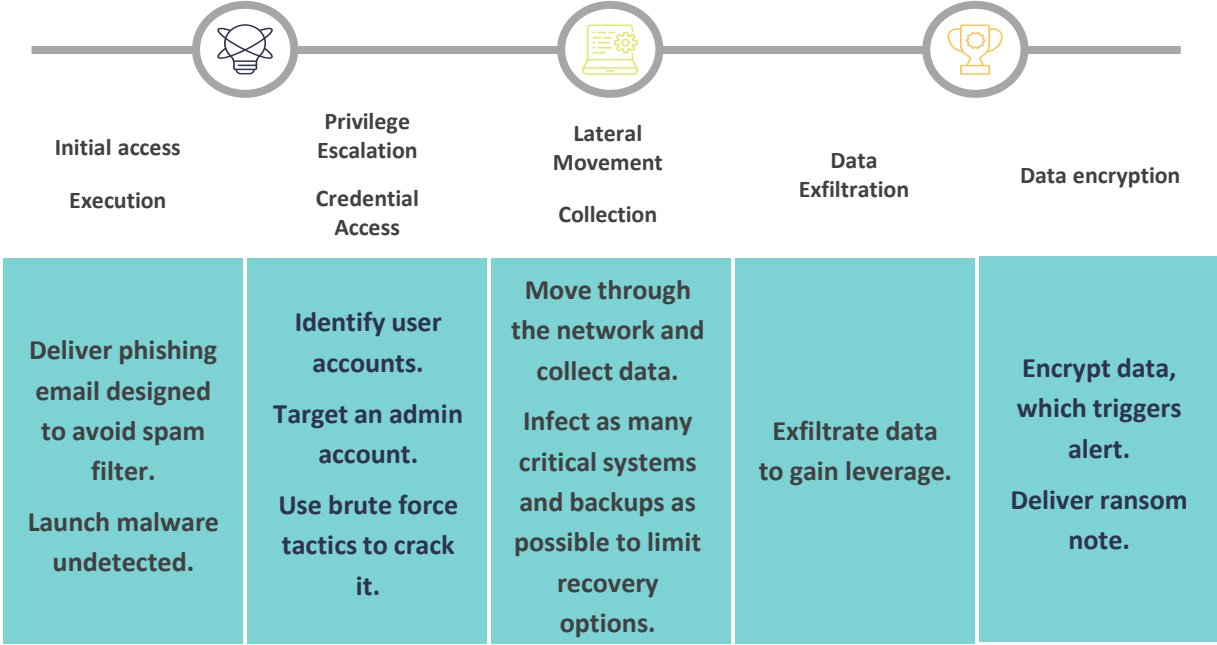 Initial access
Execution
Privilege
Escalation
Credential
Access
Lateral
Movement
Collection
Data
Exfiltration
Data encryption
Deliver phishing
email designed
to avoid spam
filter.
Launch malware
undetected.
Identify user
accounts.
Target an admin
account.
Use brute force
tactics to crack
it.
Move through
the network and
collect data.
Infect as many
critical systems
and backups as
possible to limit
recovery
options.
Exfiltrate data
to gain leverage.
Encrypt data,
which triggers
alert.
Deliver ransom
note.